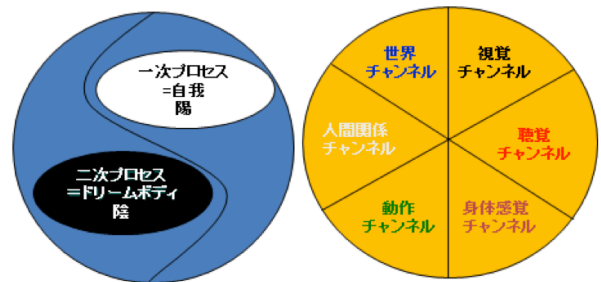 一次プロセス
=自我
陽
二次プロセス
=ドリームボディ
陰
世界
チャンネル
視覚
チャンネル
人間関係
チャンネル
聴覚
チャンネル
動作
チャンネル
身体感覚
チャンネル